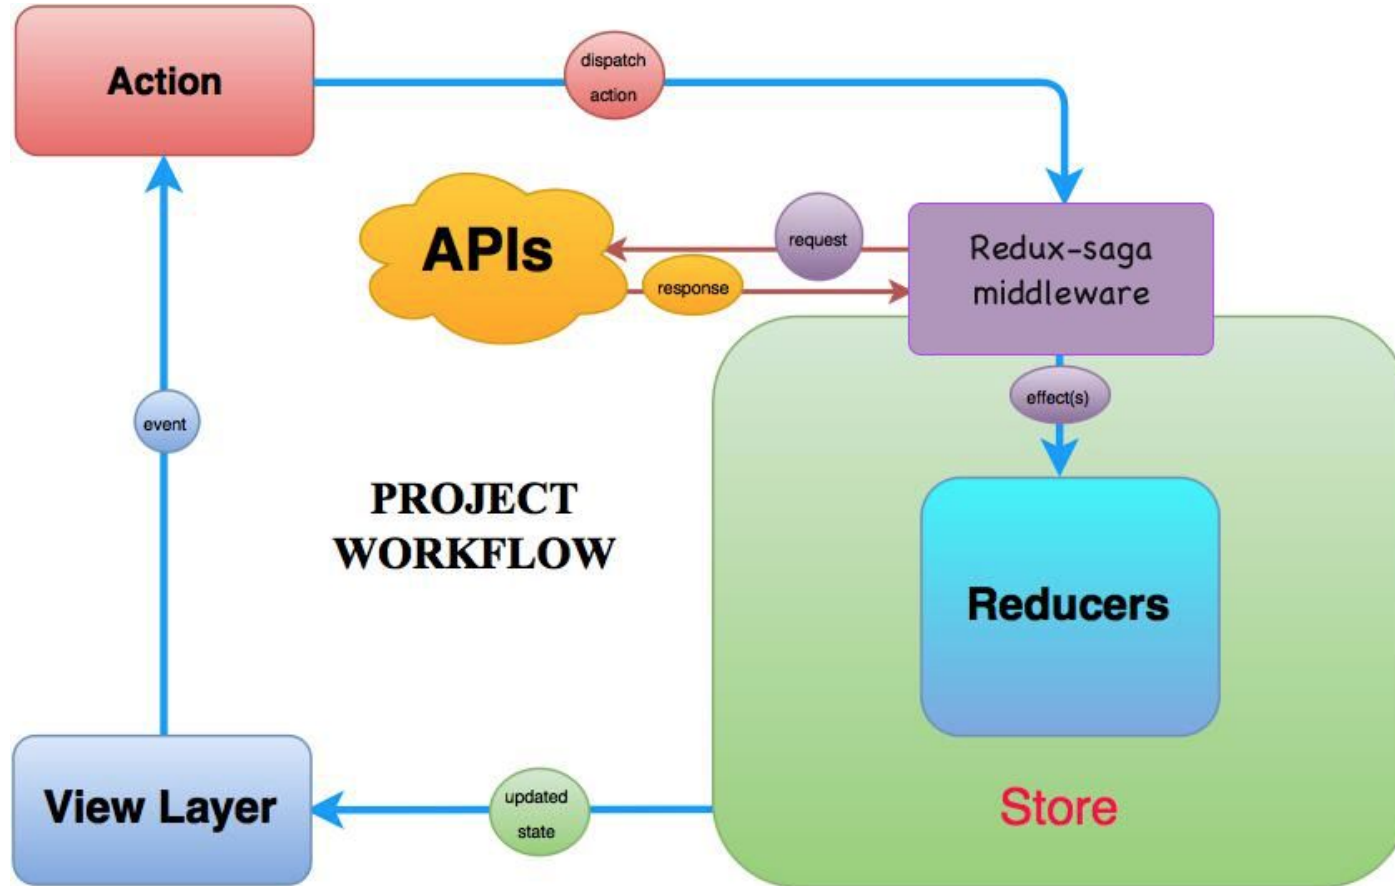 Action
dispatch
action
APIs
request
response
Redux-saga
middleware
effect(s)
event
PROJECT
WORKFLOW
Reducers
View Layer
updated
state
Store